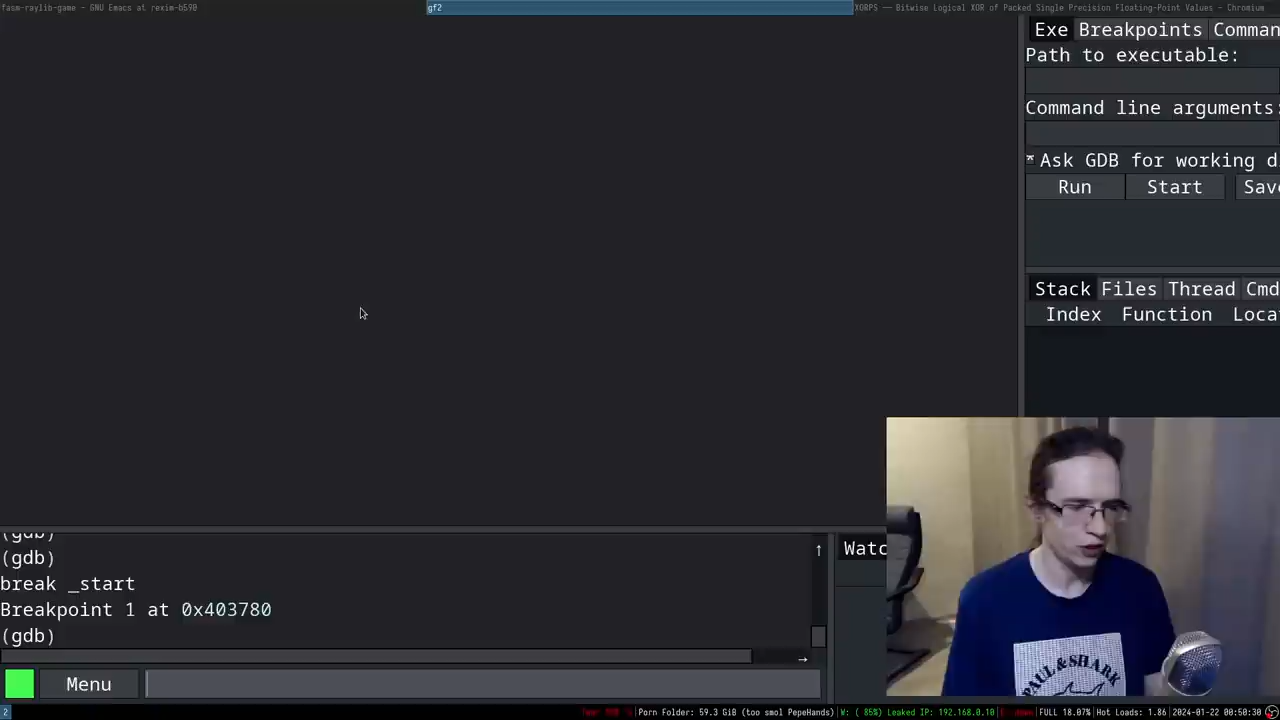 fasm-raylib-game - GNU Emacs at rexim-b590
gf2
XORPS —— Bitwise Logical XOR of Packed Single Precision Floating-Point Values - Chromium
Exe Breakpoints Comman
Path to executable:
Command line arguments:
Ask GDB for working d
Run Start Save
Stack Files Thread Cmd
Index Function Loca
(gdb)
(gdb)
break _start
Breakpoint 1 at 0x403780
(gdb)
Watc
Menu
PAUL & SHARK
2
Porn Folder: 59.3 GiB (too smol PepeHands) W: ( 85%) Leaked IP: 192.168.0.10 E: down FULL 18.07% Hot Loads: 1.86 2024-01-22 00:50:30